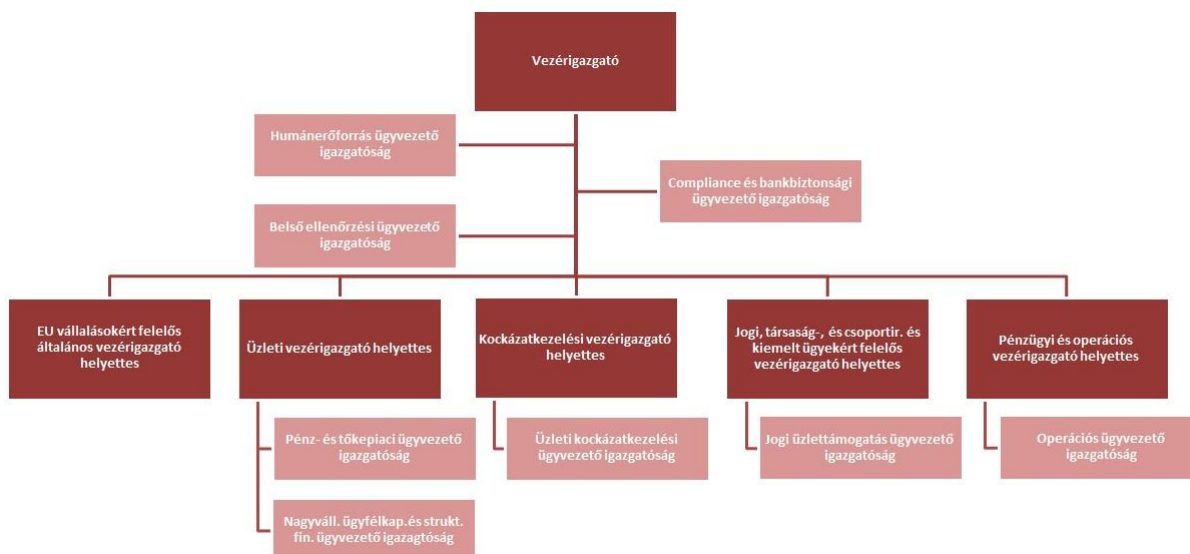 Vezérigazgató
Humánerőforrás ügyvezető
igazgatóság
Compliance és bankbiztonsági
ügyvezető igazgatóság
Belső ellenőrzési ügyvezető
igazgatóság
EU vállalásokért felelős
általános vezérigazgató
helyettes
Üzleti vezérigazgató helyettes
Kockázatkezelési vezérigazgató
helyettes
Jogi, társaság-, és csoportir. és
kiemelt ügyekért felelős
vezérigazgató helyettes
Pénzügyi és operációs
vezérigazgató helyettes
Pénz- és tőkepiaci ügyvezető
igazgatóság
Üzleti kockázatkezelési
ügyvezető igazgatóság
Jogi üzlettámogatás ügyvezető
igazgatóság
Operációs ügyvezető
igazgatóság
Nagyváll. ügyfélkap.és strukt.
fin. ügyvezető igazagtóság